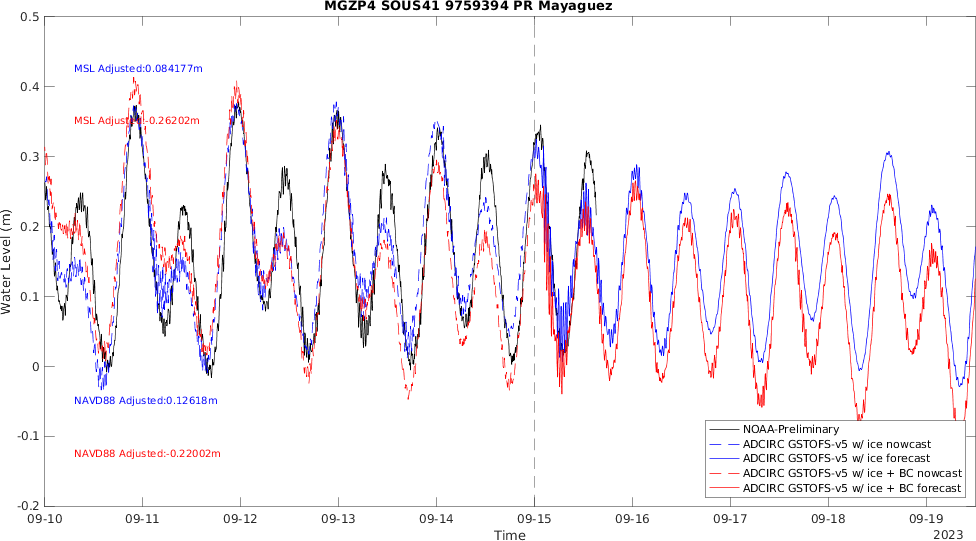 MGZP4 SOUS41 9759394 PR Mayaguez
0.5
0.4
0.3
0.2
0.1
0
-0.1
-0.2
Water Level (m)
MSL Adjusted:0.084177m
MSL Adjusted:-0.26202m
NAVD88 Adjusted:0.12618m
NAVD88 Adjusted:-0.22002m
NOAA-Preliminary
ADCIRC GSTOFS-v5 w/ ice nowcast
ADCIRC GSTOFS-v5 w/ ice forecast
ADCIRC GSTOFS-v5 w/ice + BC nowcast
ADCIRC GSTOFS-v5 w/ice + BC forecast
09-10 09-11 09-12 09-13 09-14 09-15 09-16 09-17 09-18 09-19
Time
2023